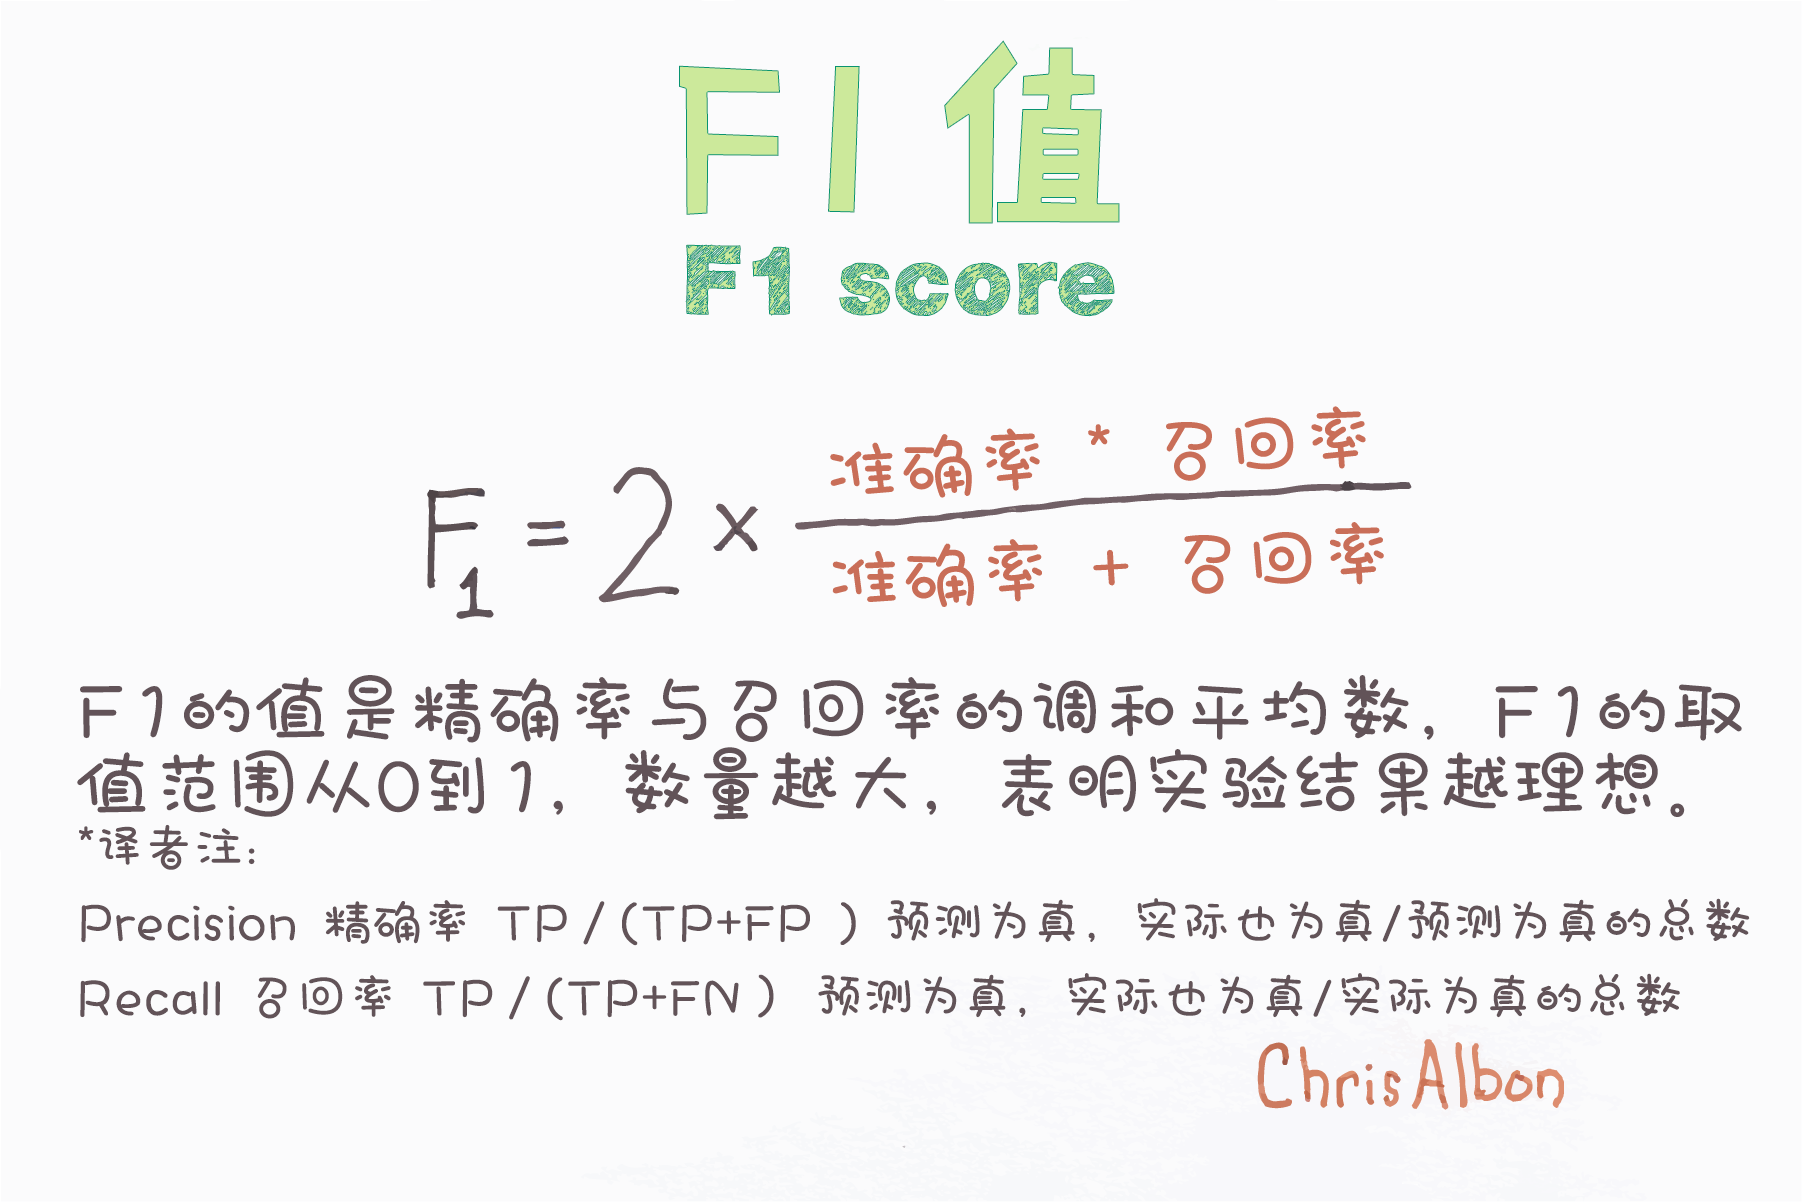 F1值
F1 score
F1 = 2 × 准确率 * 召回率
准确率 + 召回率
F1的值是精确率与召回率的调和平均数，F1的取
值范围从0到1，数量越大，表明实验结果越理想。
*译者注：
Precision 精确率 TP/(TP+FP ) 预测为真，实际也为真/预测为真的总数
Recall 召回率 TP/(TP+FN ) 预测为真，实际也为真/实际为真的总数
ChrisAlbon